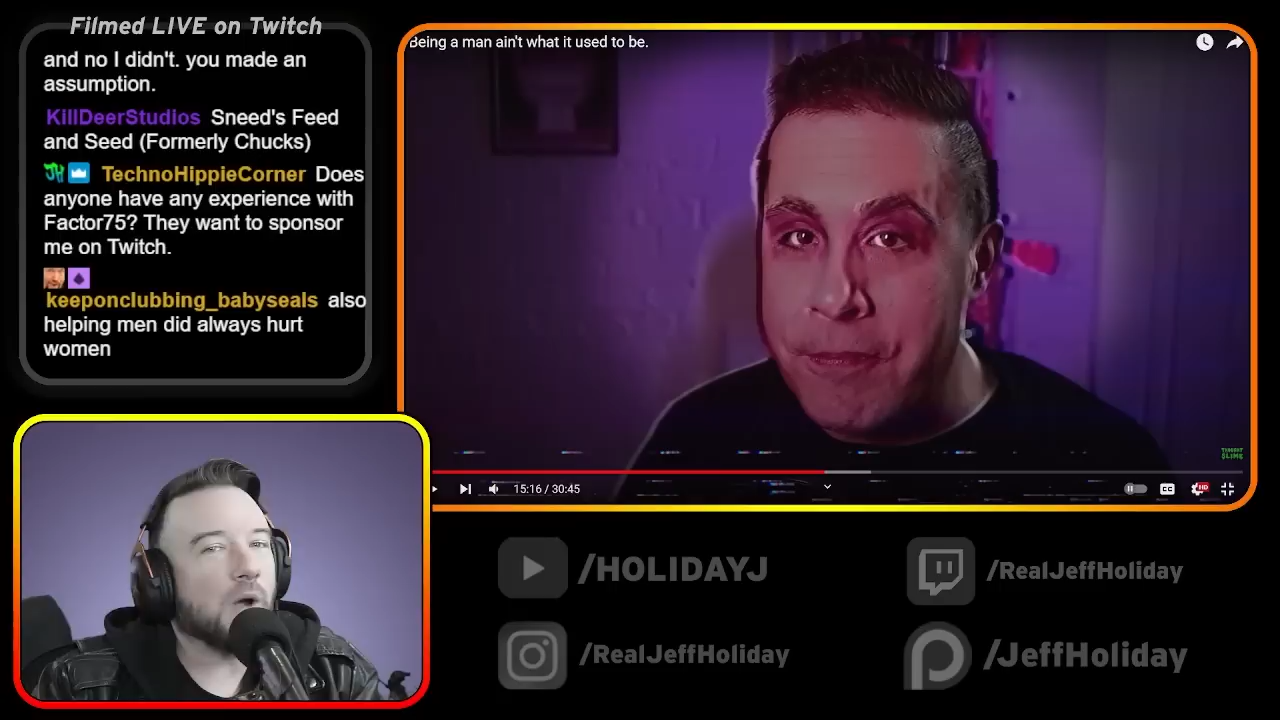 Filmed LIVE on Twitch
and no I didn't. you made an
assumption.
KillDeerStudios Sneed's Feed
and Seed (Formerly Chucks)
TechnoHippieCorner Does
anyone have any experience with
Factor75? They want to sponsor
me on Twitch.
keeponclubbing_babyseals also
helping men did always hurt
women
Being a man ain't what it used to be.
15:16 / 30:45
CC
HD
/HOLIDAYJ
/RealJeffHoliday
/RealJeffHoliday
/JeffHoliday